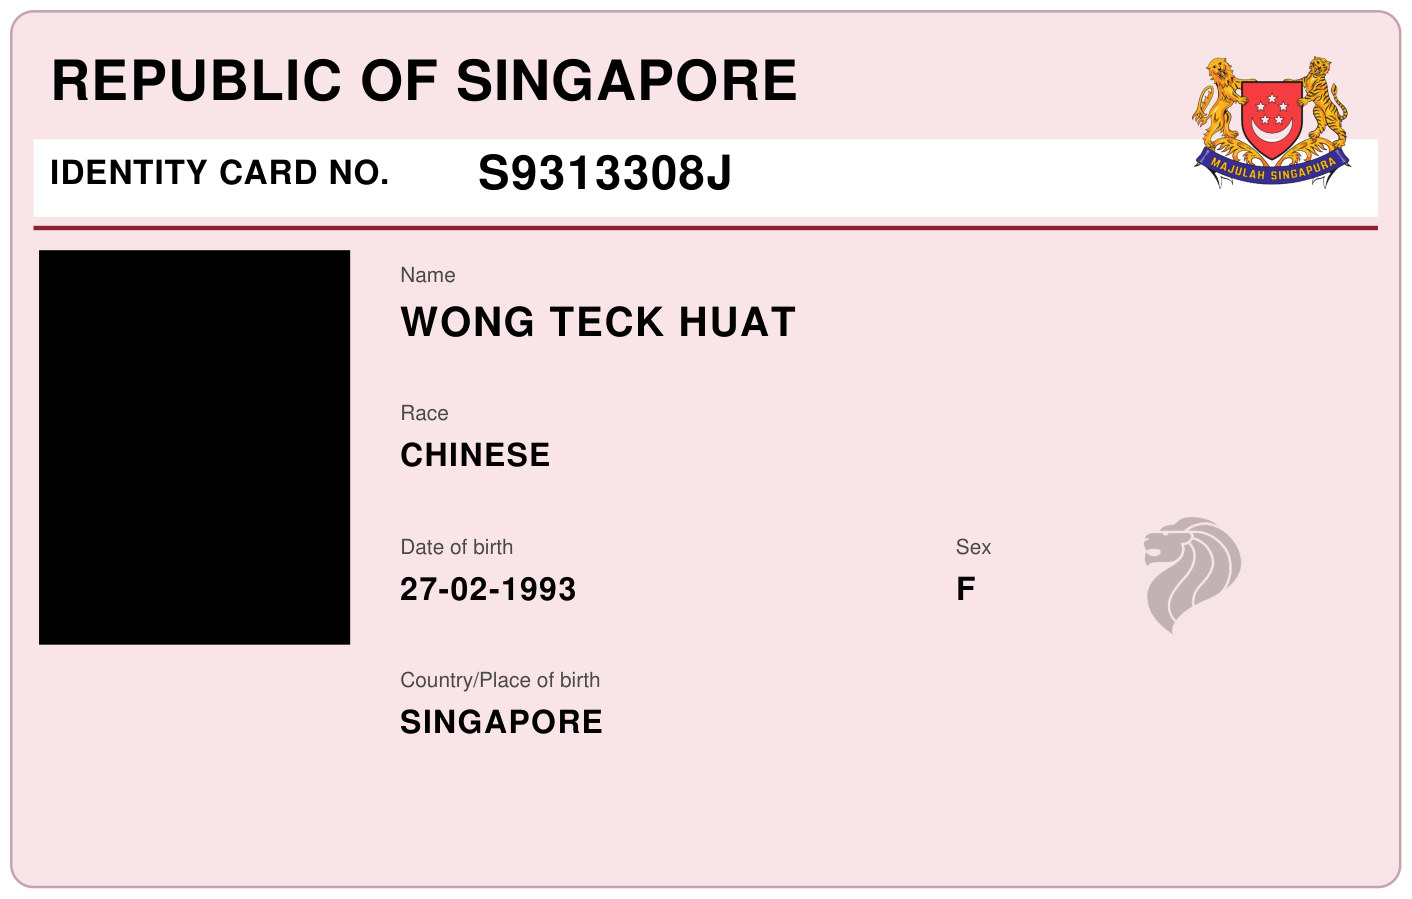 REPUBLIC OF SINGAPORE
IDENTITY CARD NO. S9313308J
MAJULAH SINGAPURA
Name
WONG TECK HUAT
Race
CHINESE
Date of birth
Sex
27-02-1993
F
Country/Place of birth
SINGAPORE